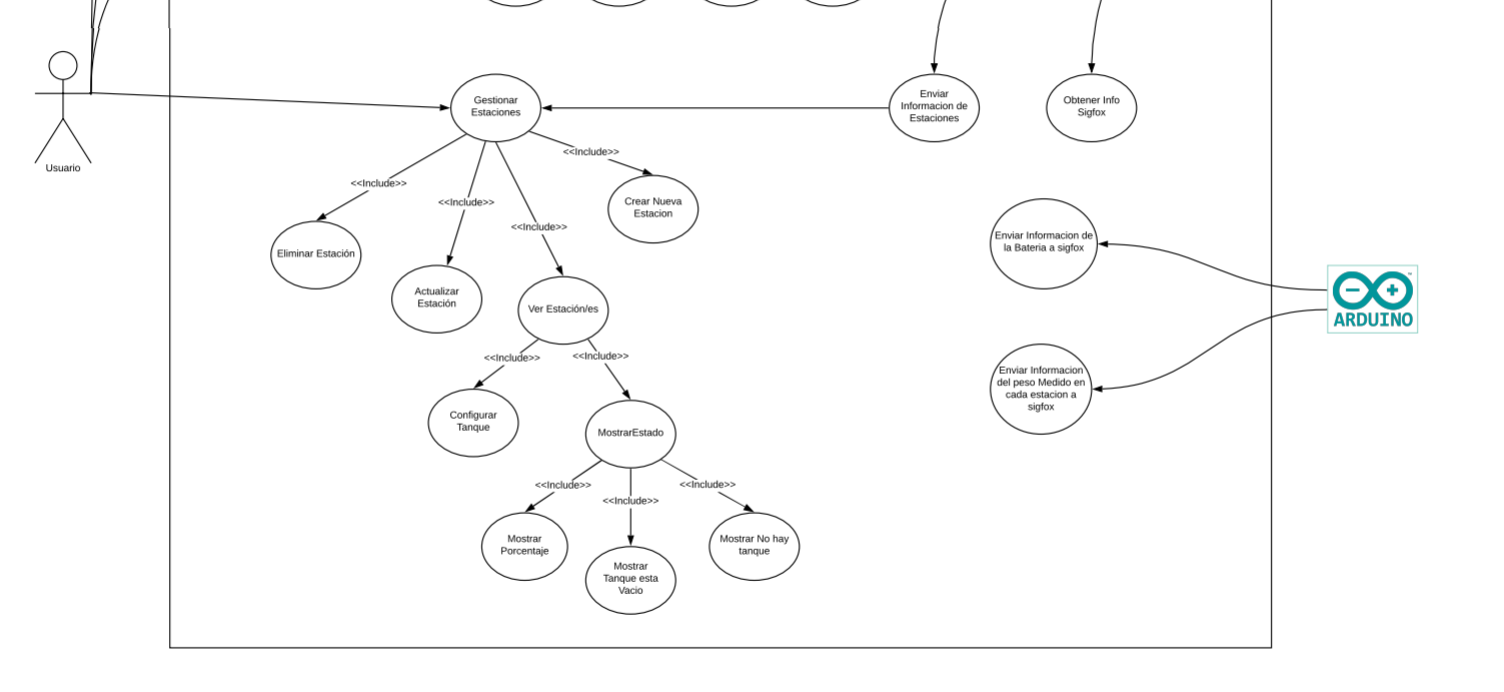 Usuario
Gestionar
Estaciones
Enviar
Informacion de
Estaciones
Obtener Info
Sigfox
<<Include>>
<<Include>>
<<Include>>
<<Include>>
Crear Nueva
Estacion
Eliminar Estación
Actualizar
Estación
Ver Estación/es
Enviar Informacion de
la Bateria a sigfox
ARDUINO
TM
<<Include>>
<<Include>>
Configurar
Tanque
MostrarEstado
Enviar Informacion
del peso Medido en
cada estacion a
sigfox
<<Include>>
<<Include>>
<<Include>>
Mostrar
Porcentaje
Mostrar
Tanque esta
Vacio
Mostrar No hay
tanque